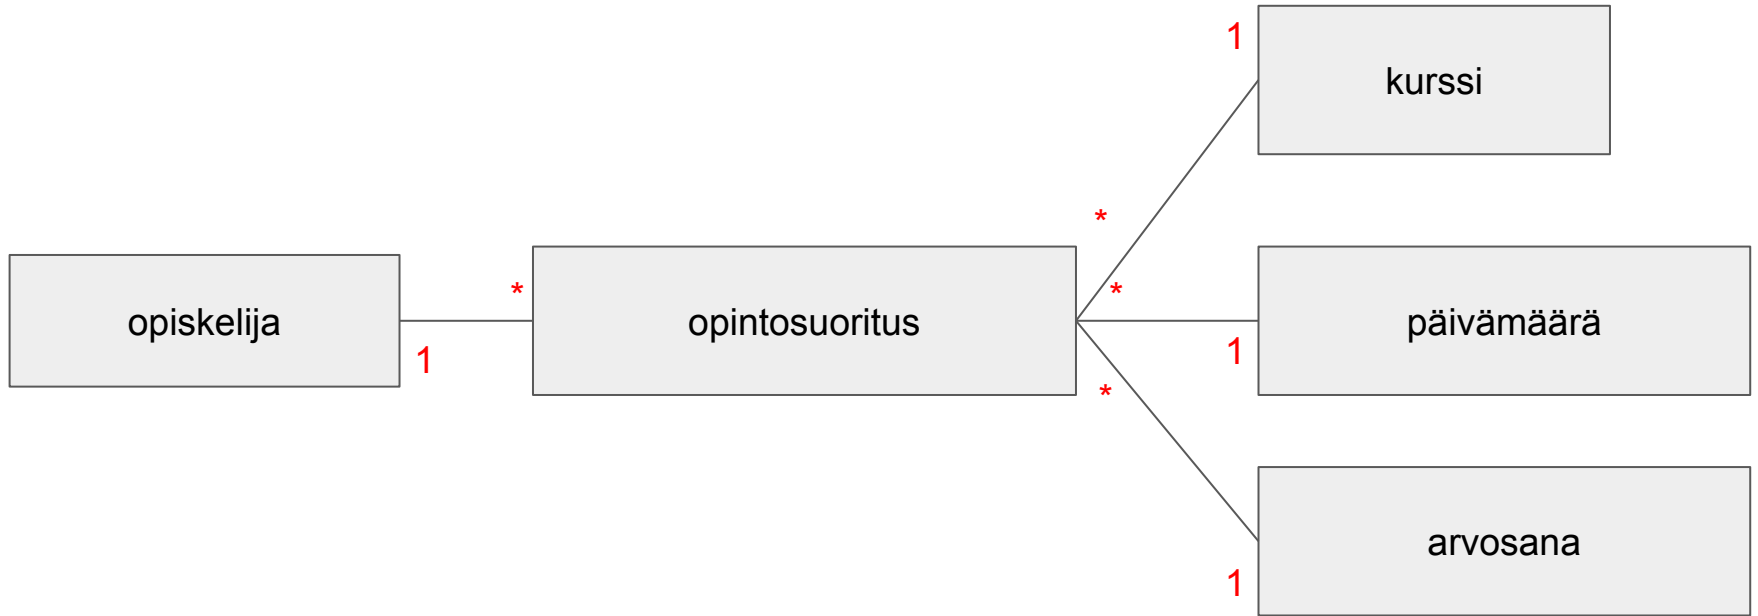 1
kurssi
*
opiskelija
1
*
opintosuoritus
*
1
päivämäärä
*
1
arvosana